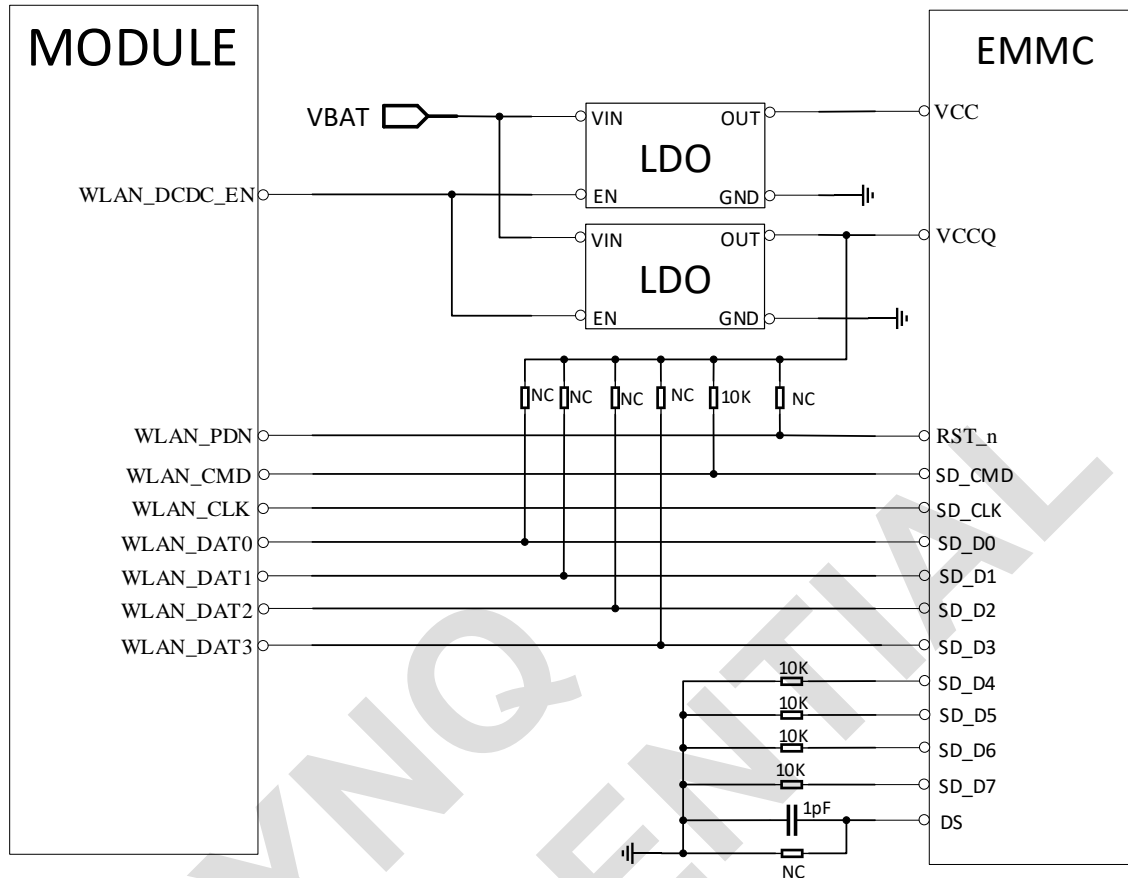 MODULE
EMMC
VBAT
VIN OUT
VCC
LDO
WLAN_DCDC_EN
EN GND
VIN OUT
VCCQ
LDO
EN GND
NC NC NC NC 10K NC
WLAN_PDN RST_n
WLAN_CMD SD_CMD
WLAN_CLK SD_CLK
WLAN_DAT0 SD_D0
WLAN_DAT1 SD_D1
WLAN_DAT2 SD_D2
WLAN_DAT3 SD_D3
10K SD_D4
10K SD_D5
10K SD_D6
10K SD_D7
1pF DS
NC
YNQ
ENTIAL